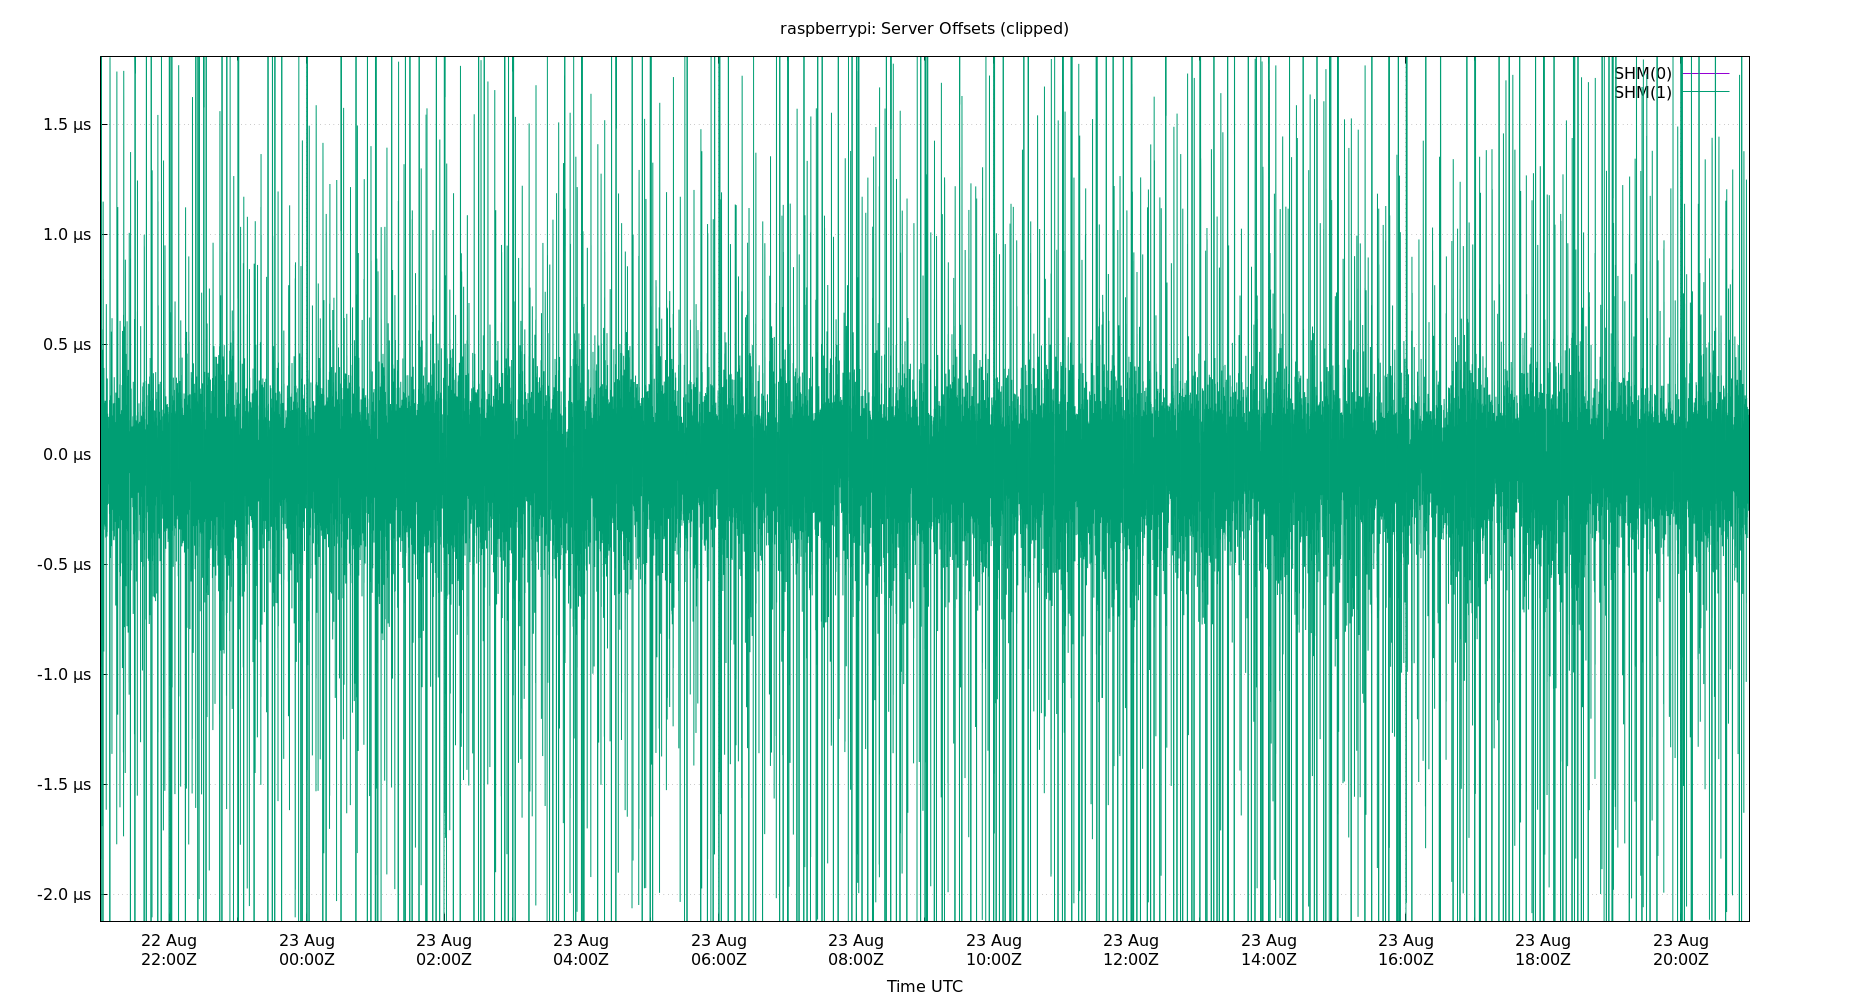 raspberrypi: Server Offsets (clipped)
SHM(0)
SHM(1)
1.5 µs
1.0 µs
0.5 µs
0.0 µs
-0.5 µs
-1.0 µs
-1.5 µs
-2.0 µs
22 Aug 23 Aug 23 Aug 23 Aug 23 Aug 23 Aug 23 Aug 23 Aug 23 Aug 23 Aug 23 Aug 23 Aug
22:00Z 00:00Z 02:00Z 04:00Z 06:00Z 08:00Z 10:00Z 12:00Z 14:00Z 16:00Z 18:00Z 20:00Z
Time UTC